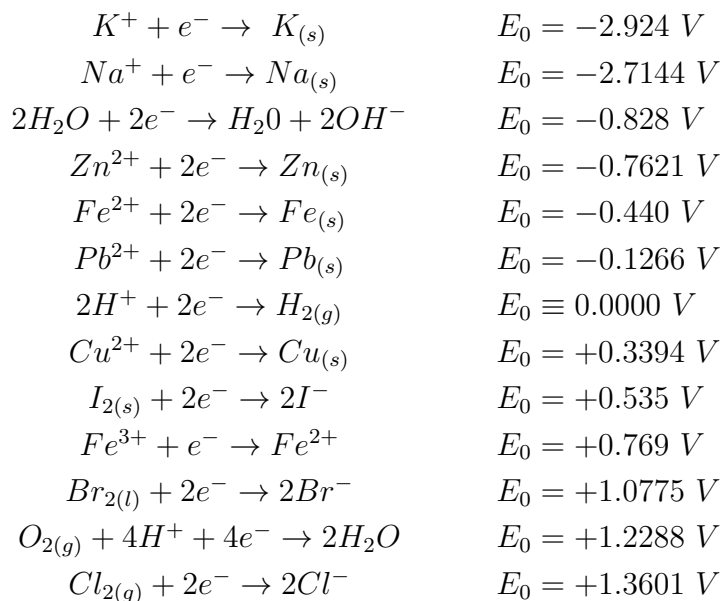 K⁺ + e⁻ → K₍ₛ₎ E₀ = −2.924 V
Na⁺ + e⁻ → Na₍ₛ₎ E₀ = −2.7144 V
2H₂O + 2e⁻ → H₂0 + 2OH⁻ E₀ = −0.828 V
Zn²⁺ + 2e⁻ → Zn₍ₛ₎ E₀ = −0.7621 V
Fe²⁺ + 2e⁻ → Fe₍ₛ₎ E₀ = −0.440 V
Pb²⁺ + 2e⁻ → Pb₍ₛ₎ E₀ = −0.1266 V
2H⁺ + 2e⁻ → H₂(g) E₀ ≡ 0.0000 V
Cu²⁺ + 2e⁻ → Cu₍ₛ₎ E₀ = +0.3394 V
I₂₍ₛ₎ + 2e⁻ → 2I⁻ E₀ = +0.535 V
Fe³⁺ + e⁻ → Fe²⁺ E₀ = +0.769 V
Br₂₍ₗ₎ + 2e⁻ → 2Br⁻ E₀ = +1.0775 V
O₂(g) + 4H⁺ + 4e⁻ → 2H₂O E₀ = +1.2288 V
Cl₂(g) + 2e⁻ → 2Cl⁻ E₀ = +1.3601 V